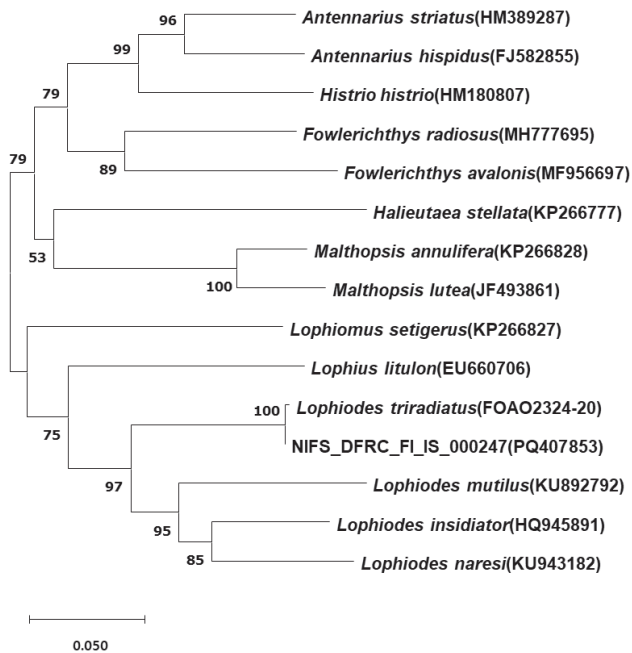 96
Antennarius striatus(HM389287)
99
Antennarius hispidus(FJ582855)
79
Histrio histrio(HM180807)
Fowlerichthys radiosus(MH777695)
79
89
Fowlerichthys avalonis(MF956697)
Halieutaea stellata(KP266777)
53
Malthopsis annulifera(KP266828)
100
Malthopsis lutea(JF493861)
Lophiomus setigerus(KP266827)
Lophius litulon(EU660706)
100
Lophiodes triradiatus(FOAO2324-20)
75
NIFS_DFRC_FI_IS_000247(PQ407853)
97
Lophiodes mutilus(KU892792)
95
Lophiodes insidiator(HQ945891)
85
Lophiodes naresi(KU943182)
0.050